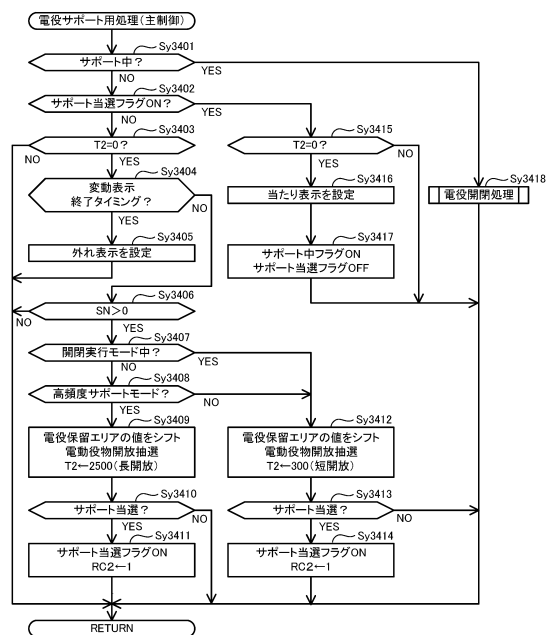 電役サポート用処理(主制御)
Sy3401
サポート中?
NO
YES
Sy3402
サポート当選フラグON?
YES
NO
Sy3403
T2=0?
NO
YES
Sy3404
変動表示
終了タイミング?
NO
YES
Sy3405
外れ表示を設定
Sy3415
T2=0?
NO
YES
Sy3416
当たり表示を設定
Sy3417
サポート中フラグON
サポート当選フラグOFF
Sy3418
電役開閉処理
Sy3406
SN>0
NO
YES
Sy3407
開閉実行モード中?
YES
NO
Sy3408
高頻度サポートモード?
NO
YES
Sy3409
電役保留エリアの値をシフト
電動役物開放抽選
T2←2500(長開放)
Sy3410
サポート当選?
NO
YES
Sy3411
サポート当選フラグON
RC2←1
Sy3412
電役保留エリアの値をシフト
電動役物開放抽選
T2←300(短開放)
Sy3413
サポート当選?
NO
YES
Sy3414
サポート当選フラグON
RC2←1
RETURN